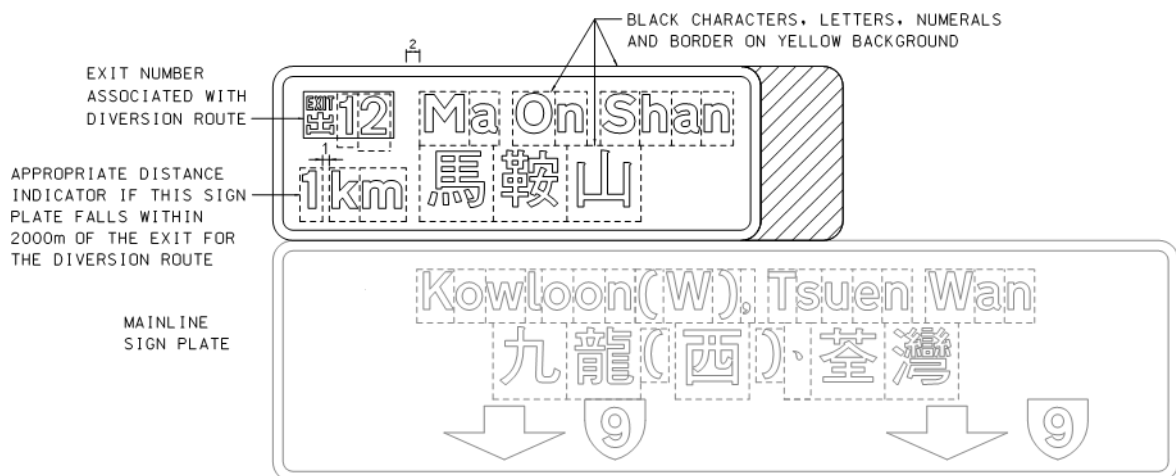 BLACK CHARACTERS, LETTERS, NUMERALS
AND BORDER ON YELLOW BACKGROUND
2
EXIT NUMBER
ASSOCIATED WITH
DIVERSION ROUTE
EXIT
出
12
Ma On Shan
馬鞍山
1
1km
APPROPRIATE DISTANCE
INDICATOR IF THIS SIGN
PLATE FALLS WITHIN
2000m OF THE EXIT FOR
THE DIVERSION ROUTE
MAINLINE
SIGN PLATE
Kowloon(W), Tsuen Wan
九龍(西)、荃灣
9
9